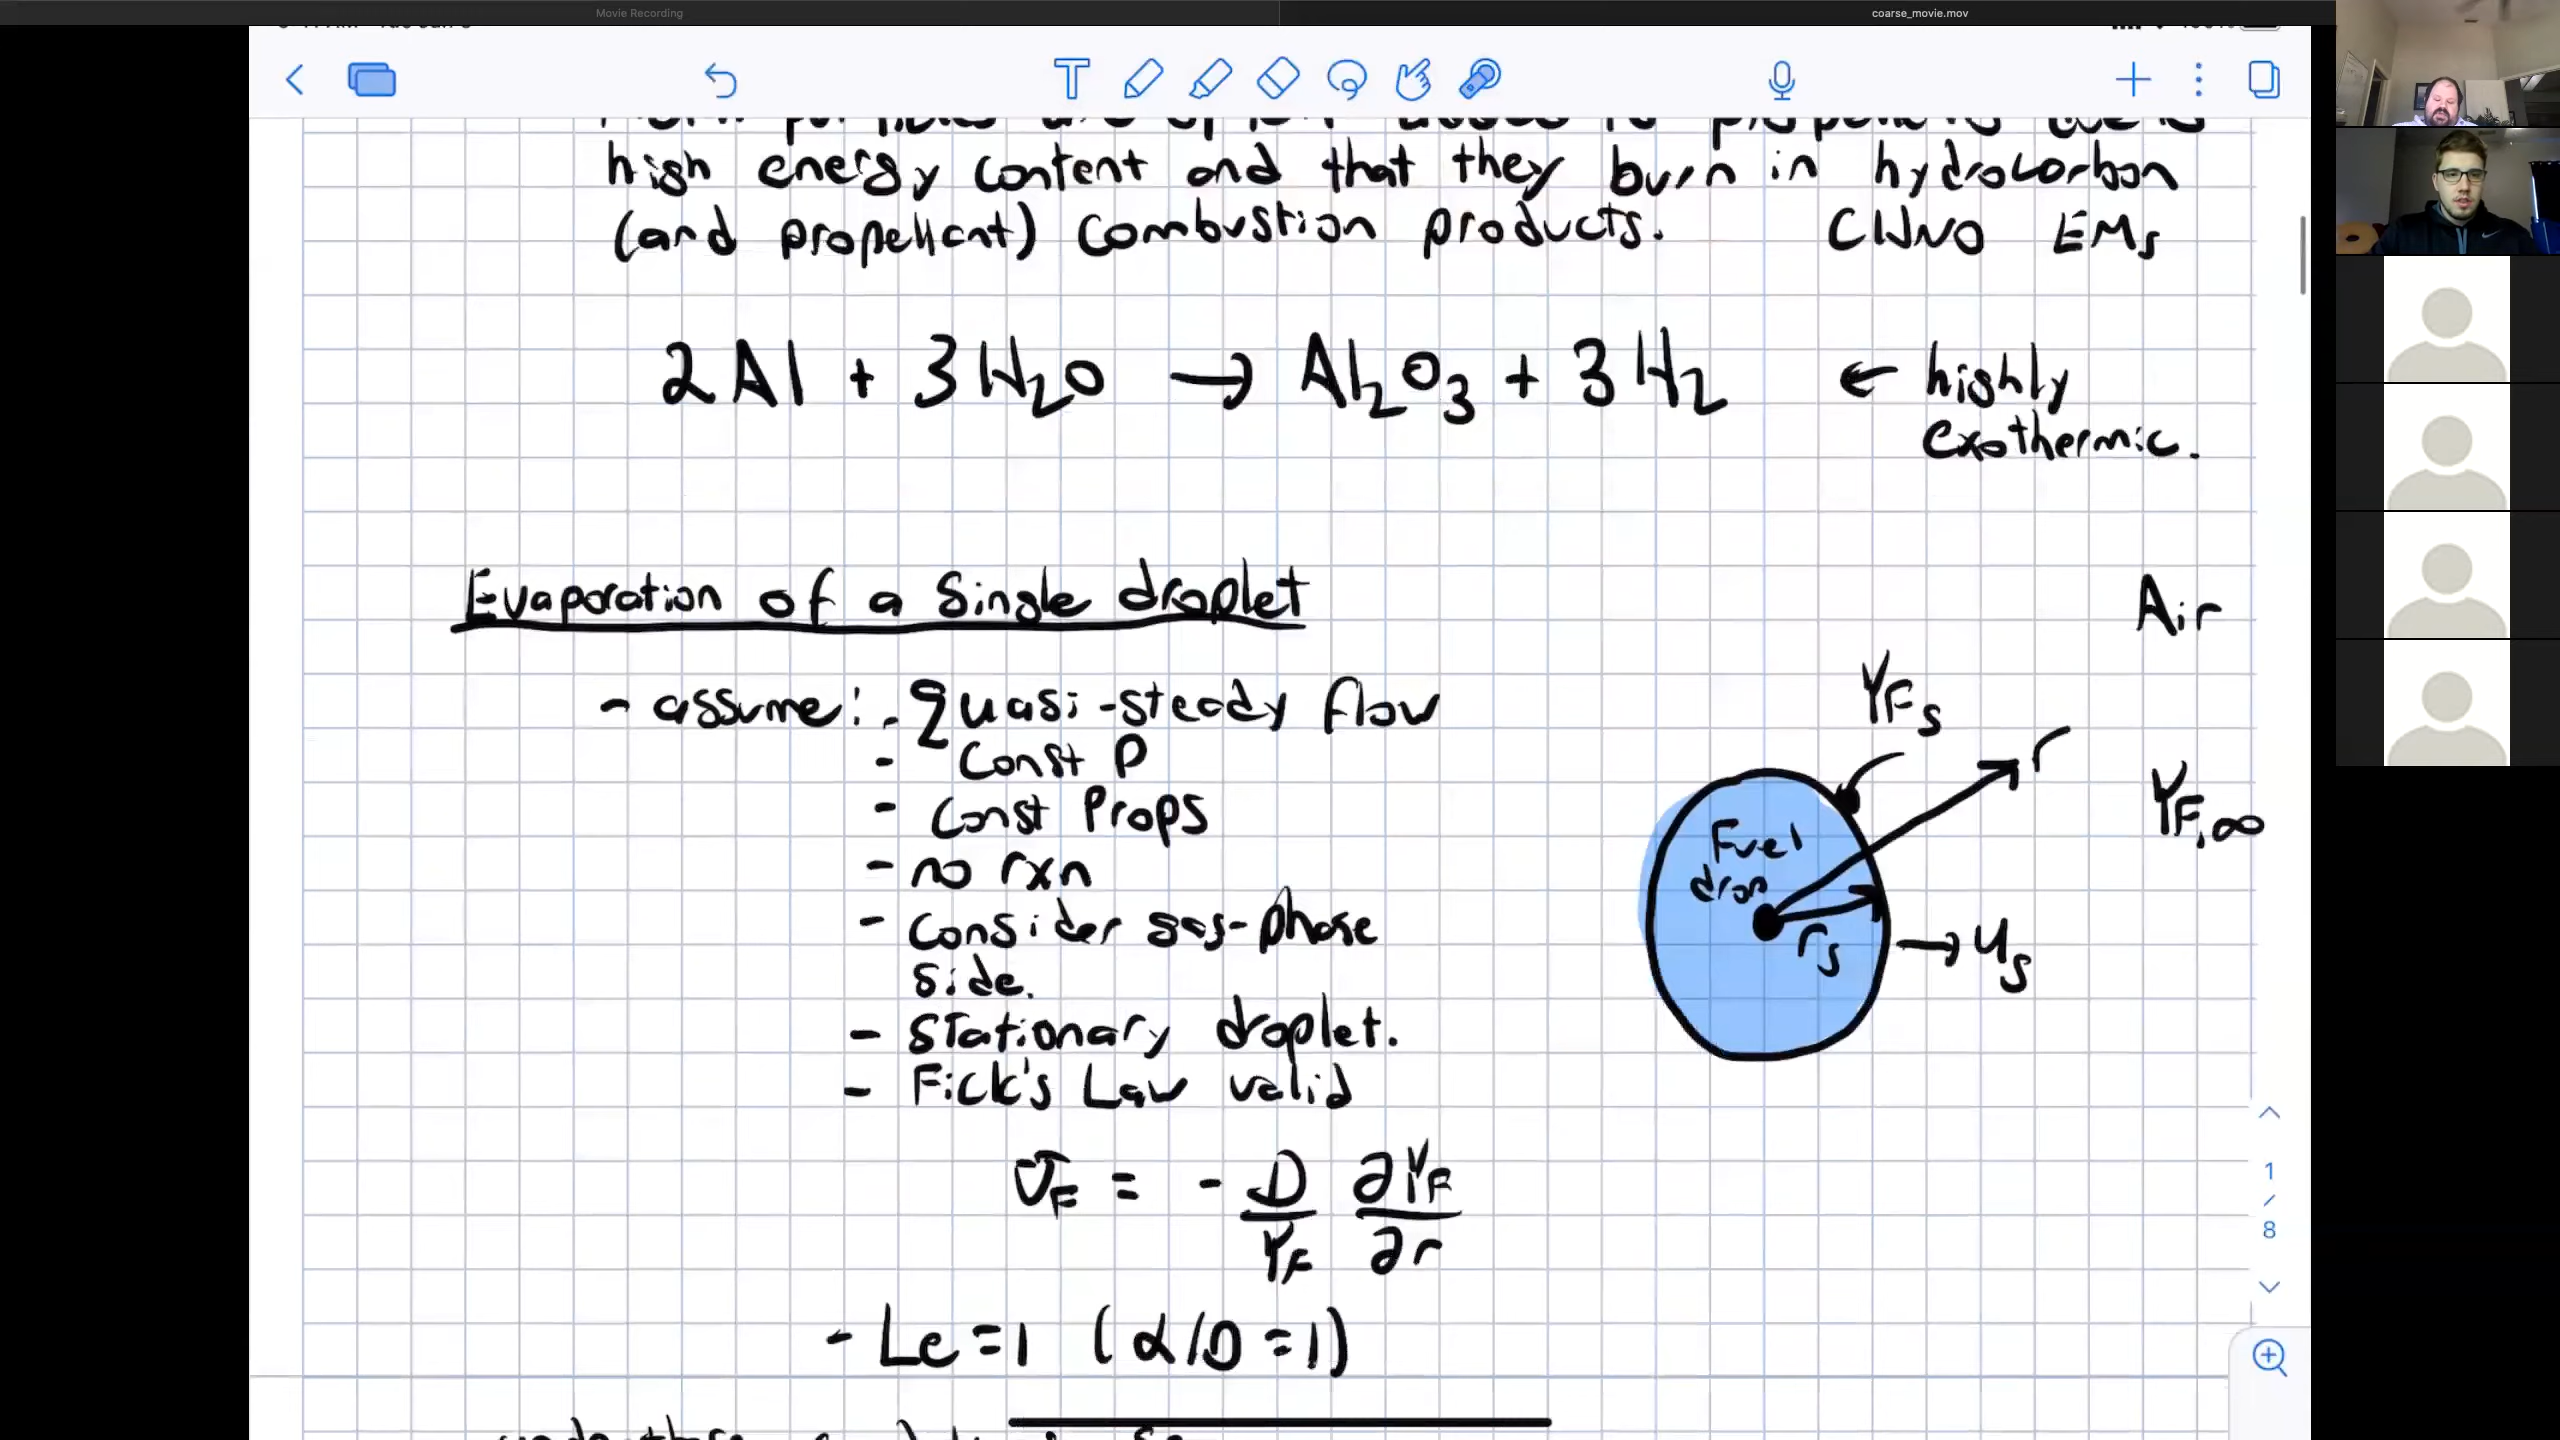 Movie Recording
coarse_movie.mov
high energy content and that they burn in hydrocarbon
(and propellant) combustion products. CHNO EMs
2Al + 3H₂O → Al₂O₃ + 3H₂ ← highly
exothermic.
Evaporation of a Single droplet
- assume: - Quasi-steady flow
- Const P
- Const Props
- no rxn
- Consider gas-phase
side.
- Stationary droplet.
- Fick's Law valid
𝒱F = - D/YF ∂YF/∂r
- Le = 1 (α/D = 1)
Air
YFs
r
YF,∞
Fuel
drop
rs
→ us
1
/
8